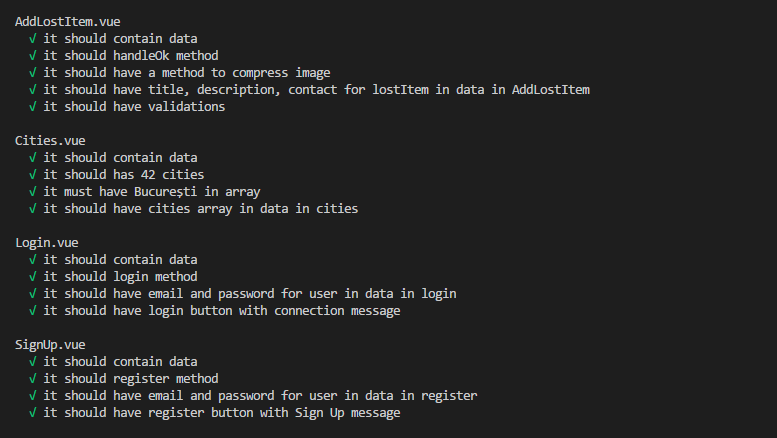 AddLostItem.vue
√ it should contain data
√ it should handleOk method
√ it should have a method to compress image
√ it should have title, description, contact for lostItem in data in AddLostItem
√ it should have validations
Cities.vue
√ it should contain data
√ it should has 42 cities
√ it must have București in array
√ it should have cities array in data in cities
Login.vue
√ it should contain data
√ it should login method
√ it should have email and password for user in data in login
√ it should have login button with connection message
SignUp.vue
√ it should contain data
√ it should register method
√ it should have email and password for user in data in register
√ it should have register button with Sign Up message